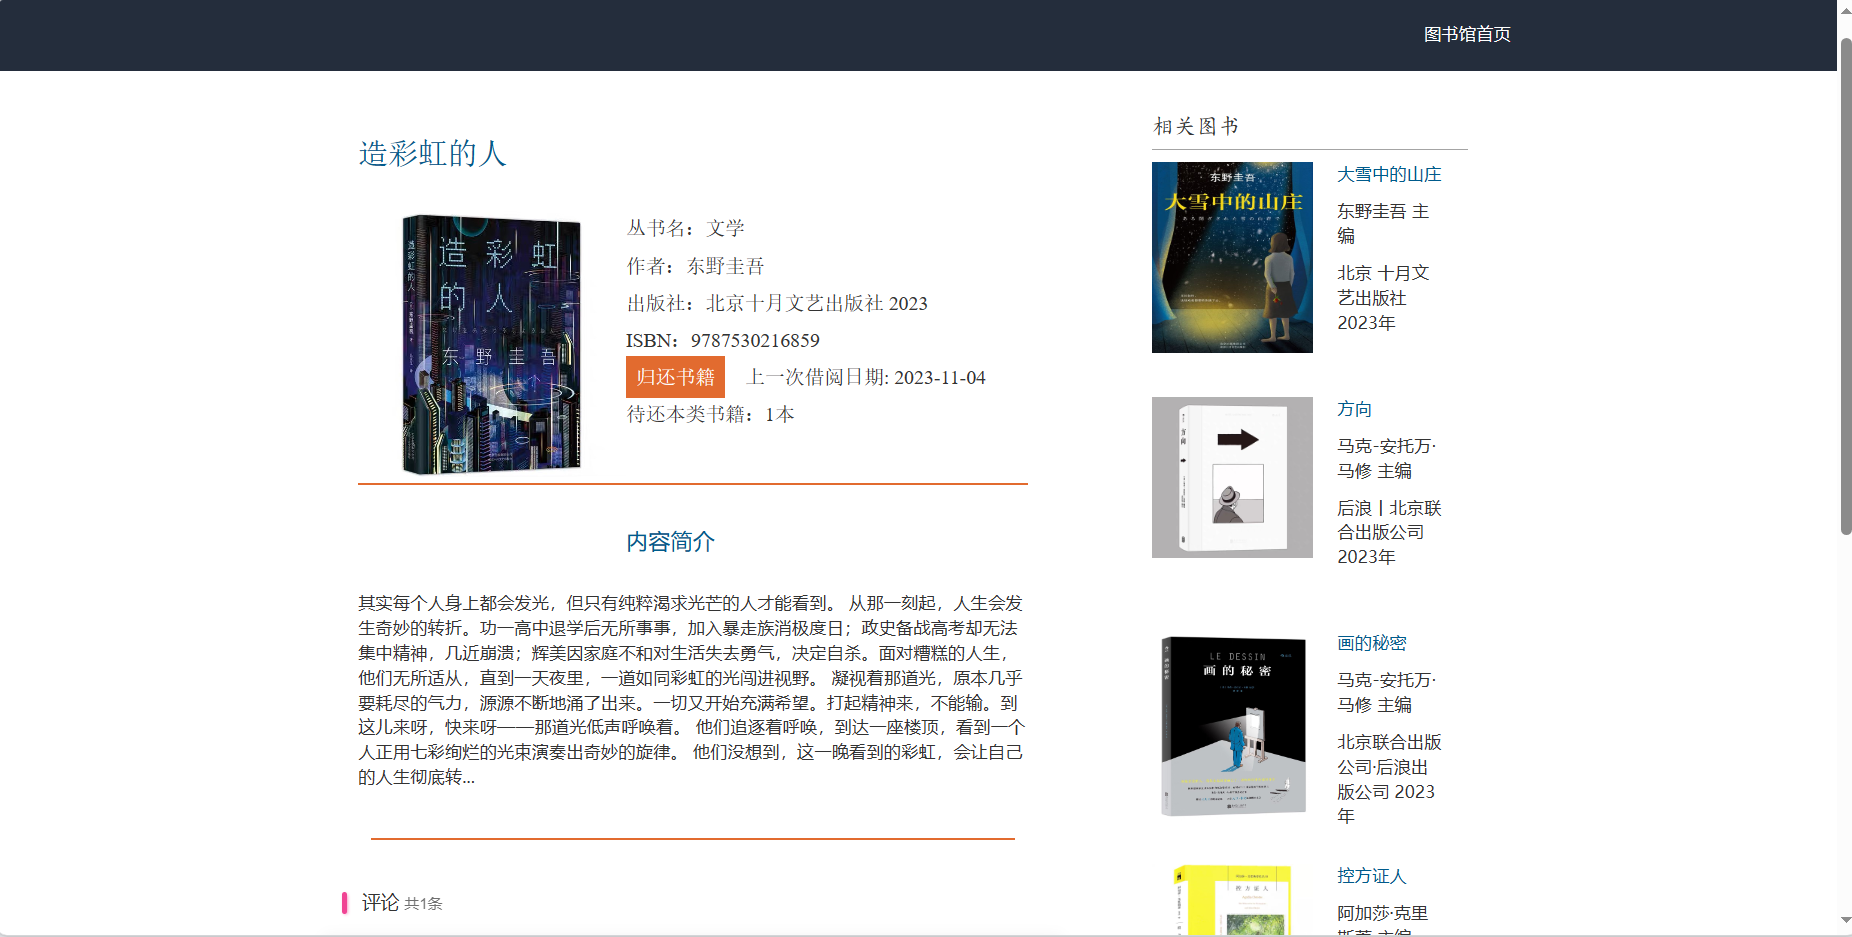 图书馆首页
造彩虹的人
造彩虹
的人
东野圭吾
造彩虹的人
丛书名：文学
作者：东野圭吾
出版社：北京十月文艺出版社 2023
ISBN：9787530216859
归还书籍 上一次借阅日期: 2023-11-04
待还本类书籍：1本
内容简介
其实每个人身上都会发光，但只有纯粹渴求光芒的人才能看到。 从那一刻起，人生会发
生奇妙的转折。功一高中退学后无所事事，加入暴走族消极度日；政史备战高考却无法
集中精神，几近崩溃；辉美因家庭不和对生活失去勇气，决定自杀。面对糟糕的人生，
他们无所适从，直到一天夜里，一道如同彩虹的光闯进视野。 凝视着那道光，原本几乎
要耗尽的气力，源源不断地涌了出来。一切又开始充满希望。打起精神来，不能输。到
这儿来呀，快来呀——那道光低声呼唤着。 他们追逐着呼唤，到达一座楼顶，看到一个
人正用七彩绚烂的光束演奏出奇妙的旋律。 他们没想到，这一晚看到的彩虹，会让自己
的人生彻底转...
评论 共1条
相关图书
东野圭吾
大雪中的山庄
大雪中的山庄
东野圭吾 主
编
北京 十月文
艺出版社
2023年
方向
方向
马克-安托万·
马修 主编
后浪丨北京联
合出版公司
2023年
LE DESSIN
画的秘密
画的秘密
马克-安托万·
马修 主编
北京联合出版
公司·后浪出
版公司 2023
年
控方证人
控方证人
阿加莎·克里
斯蒂 主编